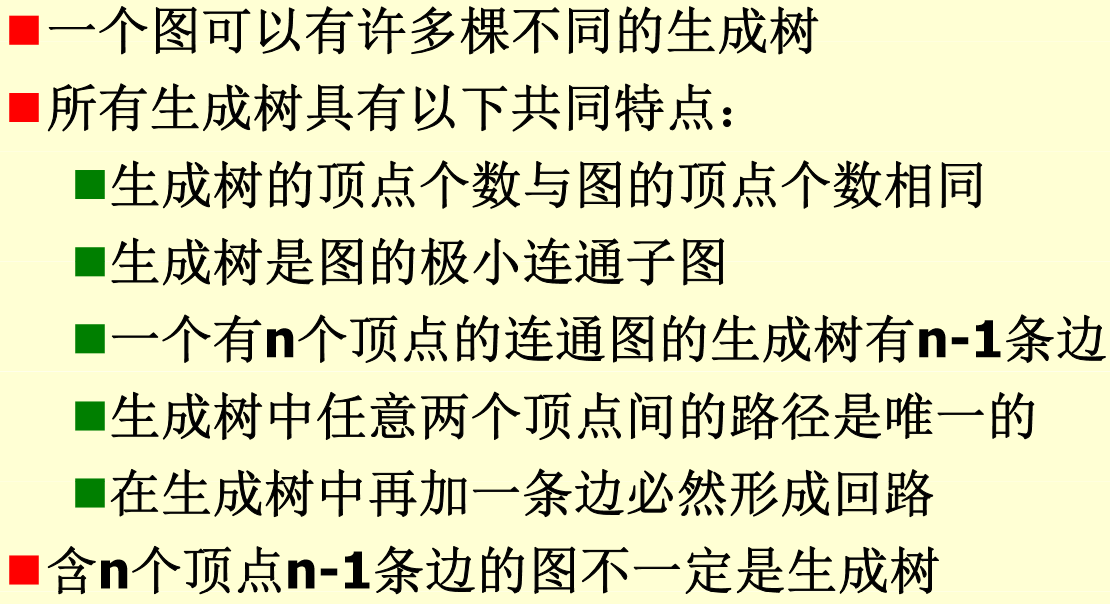 一个图可以有许多棵不同的生成树
所有生成树具有以下共同特点：
生成树的顶点个数与图的顶点个数相同
生成树是图的极小连通子图
一个有n个顶点的连通图的生成树有n-1条边
生成树中任意两个顶点间的路径是唯一的
在生成树中再加一条边必然形成回路
含n个顶点n-1条边的图不一定是生成树